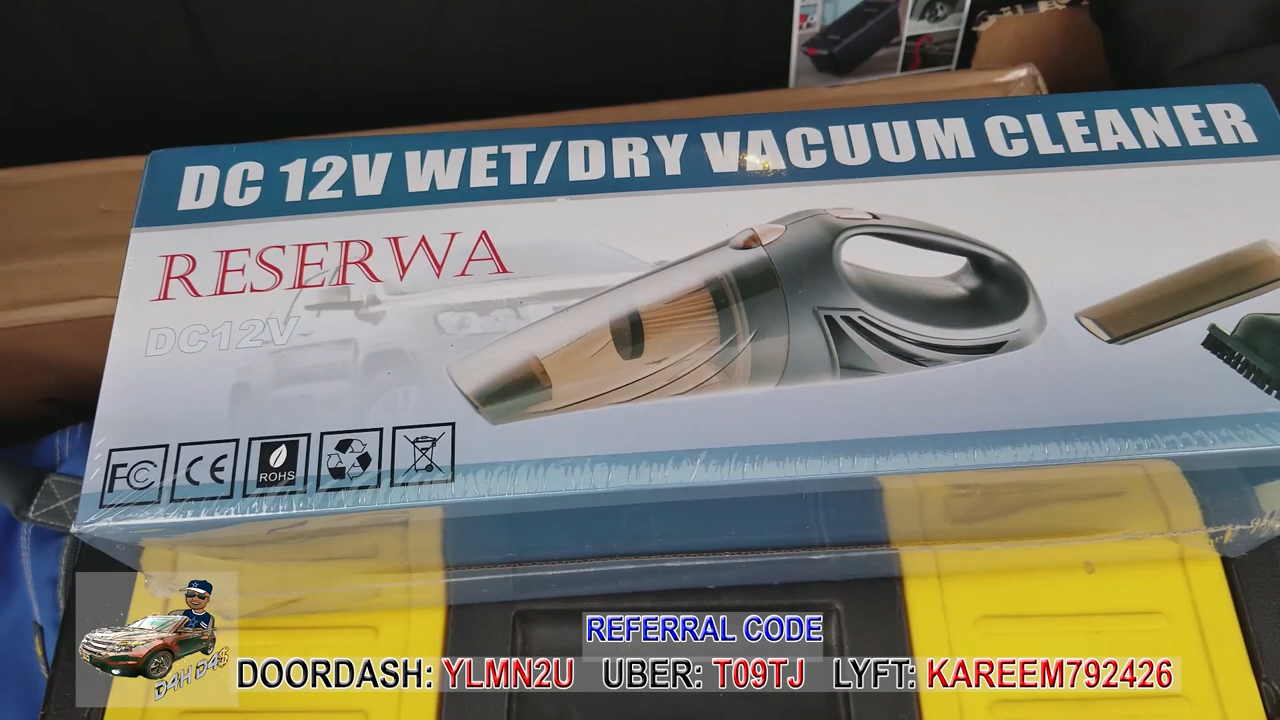 DC 12V WET/DRY VACUUM CLEANER
RESERWA
DC12V
FC CE ROHS
REFERRAL CODE
DOORDASH: YLMN2U UBER: T09TJ LYFT: KAREEM792426
D4H DA$